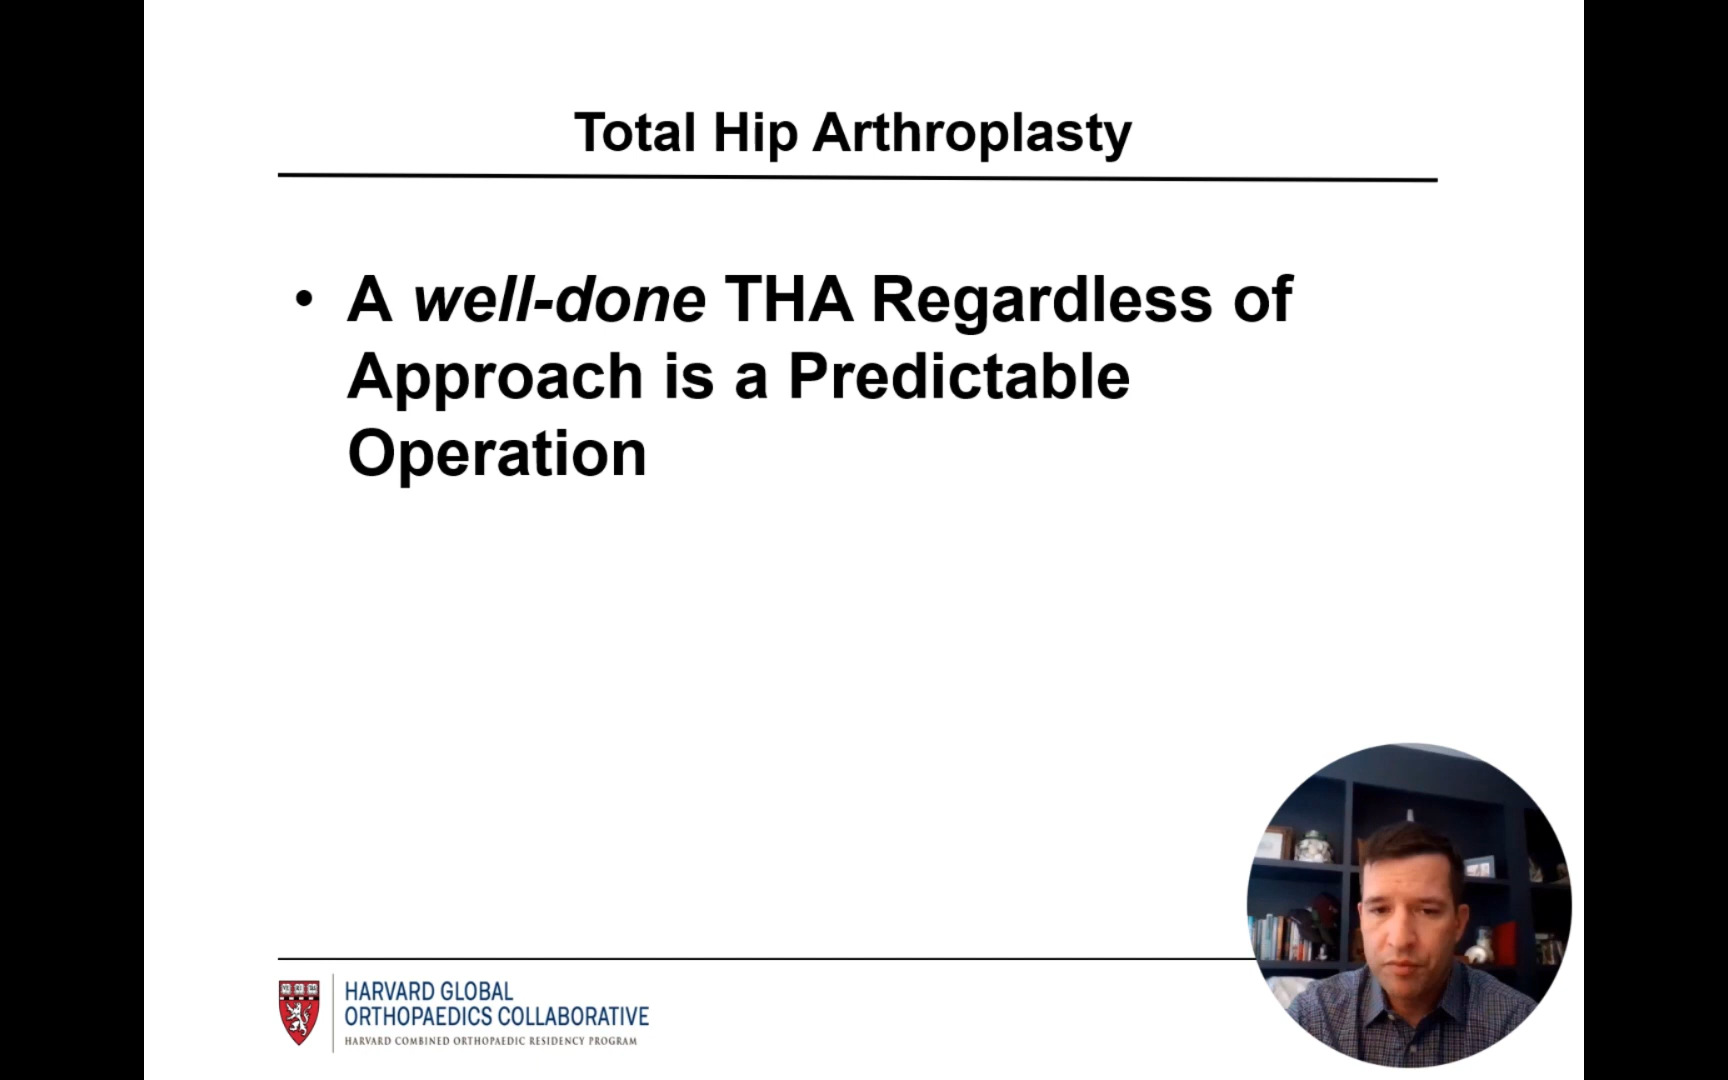 Total Hip Arthroplasty
• A well-done THA Regardless of
Approach is a Predictable
Operation
HARVARD GLOBAL
ORTHOPAEDICS COLLABORATIVE
HARVARD COMBINED ORTHOPAEDIC RESIDENCY PROGRAM